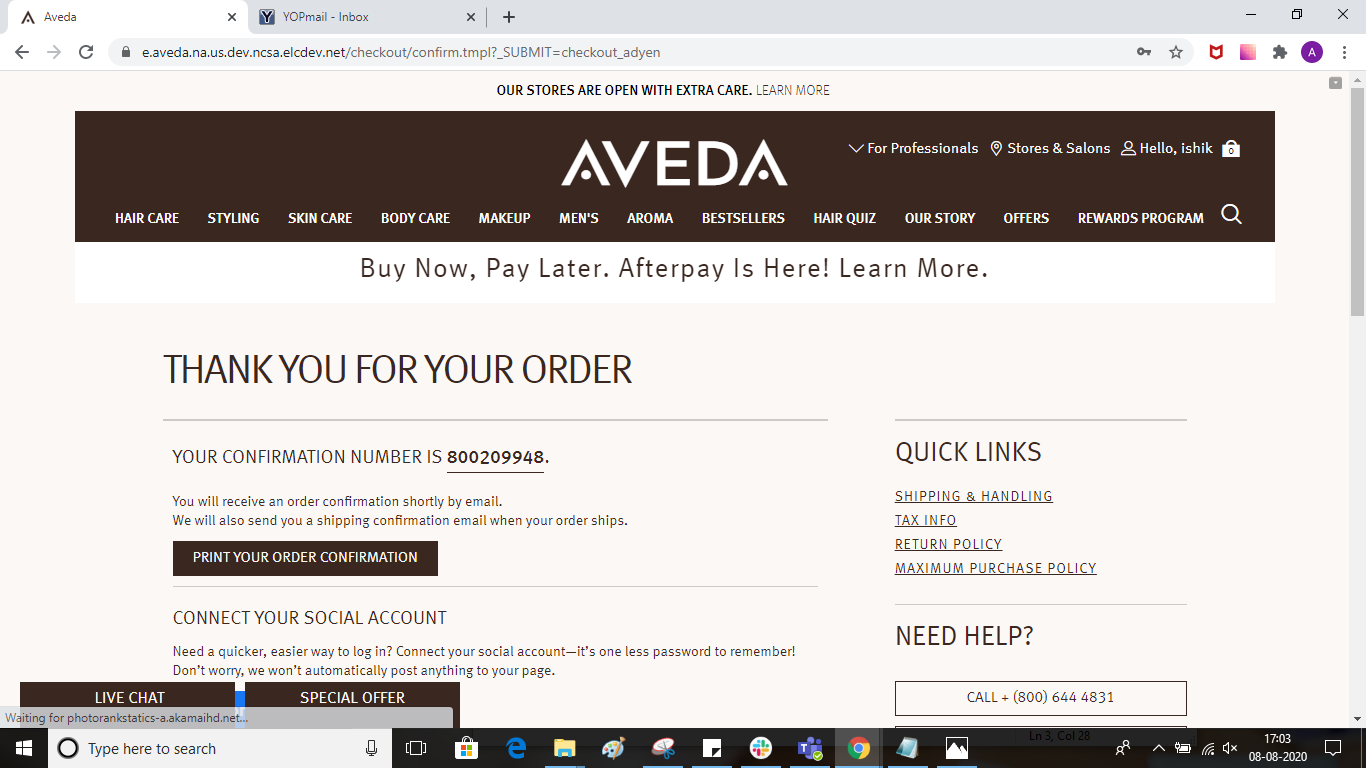 Aveda
YOPmail - Inbox
e.aveda.na.us.dev.ncsa.elcdev.net/checkout/confirm.tmpl?_SUBMIT=checkout_adyen
A
OUR STORES ARE OPEN WITH EXTRA CARE. LEARN MORE
AVEDA
For Professionals Stores & Salons Hello, ishik 0
HAIR CARE STYLING SKIN CARE BODY CARE MAKEUP MEN'S AROMA BESTSELLERS HAIR QUIZ OUR STORY OFFERS REWARDS PROGRAM
Buy Now, Pay Later. Afterpay Is Here! Learn More.
THANK YOU FOR YOUR ORDER
YOUR CONFIRMATION NUMBER IS 800209948.
You will receive an order confirmation shortly by email.
We will also send you a shipping confirmation email when your order ships.
PRINT YOUR ORDER CONFIRMATION
CONNECT YOUR SOCIAL ACCOUNT
Need a quicker, easier way to log in? Connect your social account—it's one less password to remember!
Don't worry, we won't automatically post anything to your page.
QUICK LINKS
SHIPPING & HANDLING
TAX INFO
RETURN POLICY
MAXIMUM PURCHASE POLICY
NEED HELP?
CALL + (800) 644 4831
LIVE CHAT
SPECIAL OFFER
Waiting for photorankstatics-a.akamaihd.net...
Ln 3, Col 28
Type here to search
17:03
08-08-2020